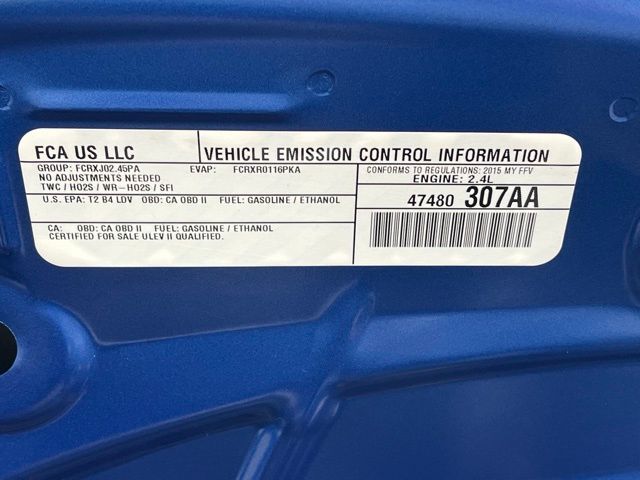 FCA US LLC
VEHICLE EMISSION CONTROL INFORMATION
GROUP: FCRXJ02.45PA EVAP: FCRXR0116PKA
NO ADJUSTMENTS NEEDED
TWC / HO2S / WR-HO2S / SFI
U.S. EPA: T2 B4 LDV OBD: CA OBD II FUEL: GASOLINE / ETHANOL
CA: OBD: CA OBD II FUEL: GASOLINE / ETHANOL
CERTIFIED FOR SALE ULEV II QUALIFYING.
CONFORMS TO REGULATIONS: 2015 MY FFV
ENGINE: 2.4L
47480 307AA